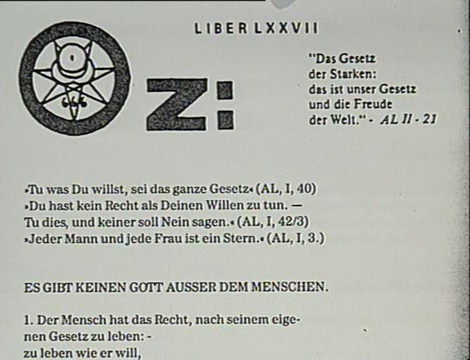 LIBER LXXVII
"Das Gesetz
der Starken:
das ist unser Gesetz
und die Freude
der Welt." - AL II - 21
Oz:
»Tu was Du willst, sei das ganze Gesetz« (AL, I, 40)
»Du hast kein Recht als Deinen Willen zu tun. —
Tu dies, und keiner soll Nein sagen.« (AL, I, 42/3)
»Jeder Mann und jede Frau ist ein Stern.« (AL, I, 3.)
ES GIBT KEINEN GOTT AUSSER DEM MENSCHEN.
1. Der Mensch hat das Recht, nach seinem eige-
nen Gesetz zu leben: -
zu leben wie er will,